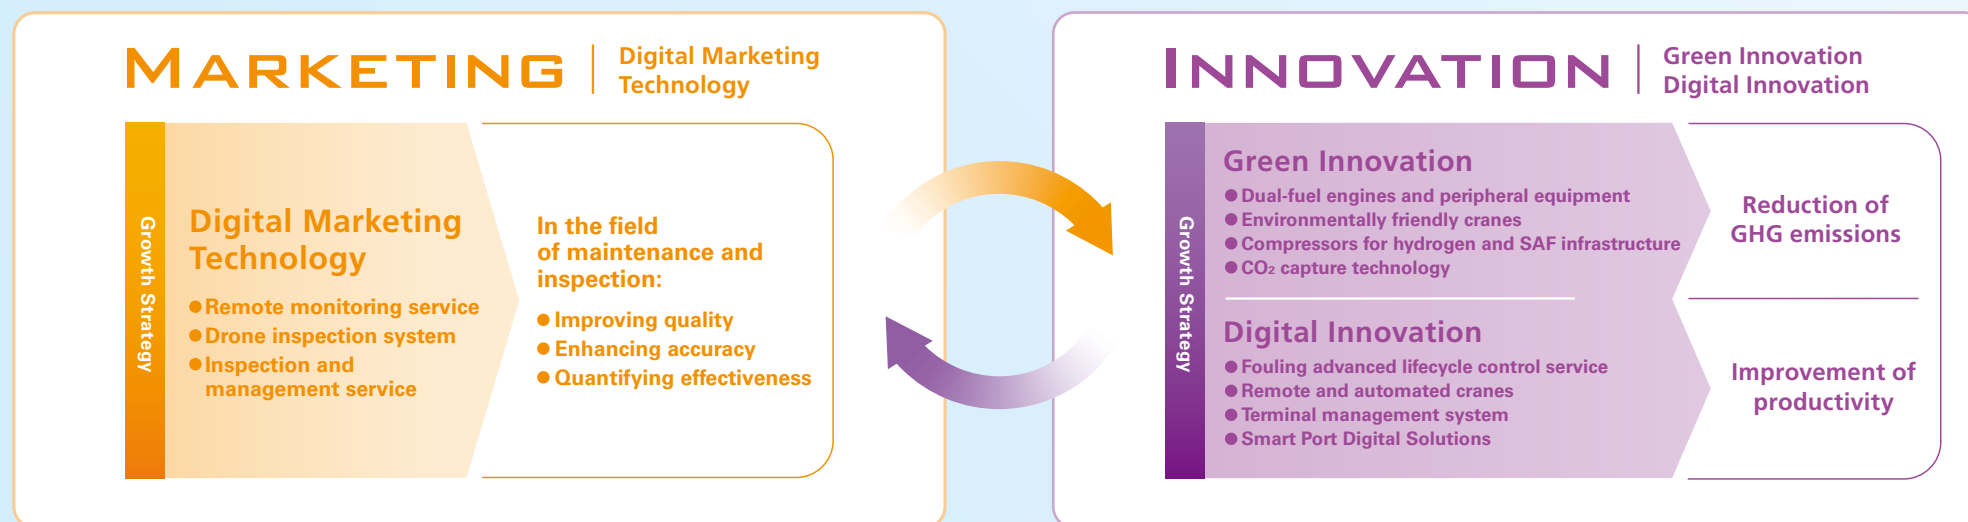 MARKETING
Digital Marketing
Technology
Growth Strategy
Digital Marketing
Technology
● Remote monitoring service
● Drone inspection system
● Inspection and
management service
In the field
of maintenance and
inspection:
● Improving quality
● Enhancing accuracy
● Quantifying effectiveness
INNOVATION
Green Innovation
Digital Innovation
Growth Strategy
Green Innovation
● Dual-fuel engines and peripheral equipment
● Environmentally friendly cranes
● Compressors for hydrogen and SAF infrastructure
● CO₂ capture technology
Reduction of
GHG emissions
Digital Innovation
● Fouling advanced lifecycle control service
● Remote and automated cranes
● Terminal management system
● Smart Port Digital Solutions
Improvement of
productivity